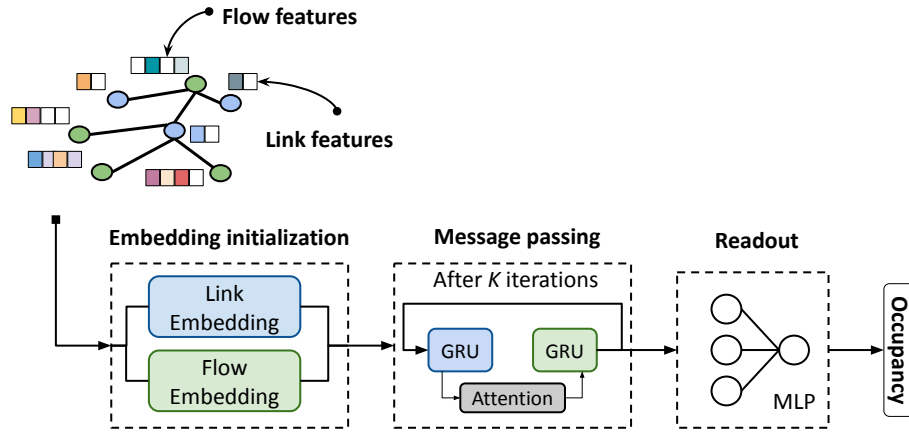 Flow features
Link features
Embedding initialization
Message passing
Readout
Link
Embedding
Flow
Embedding
After K iterations
GRU
GRU
Attention
MLP
Occupancy